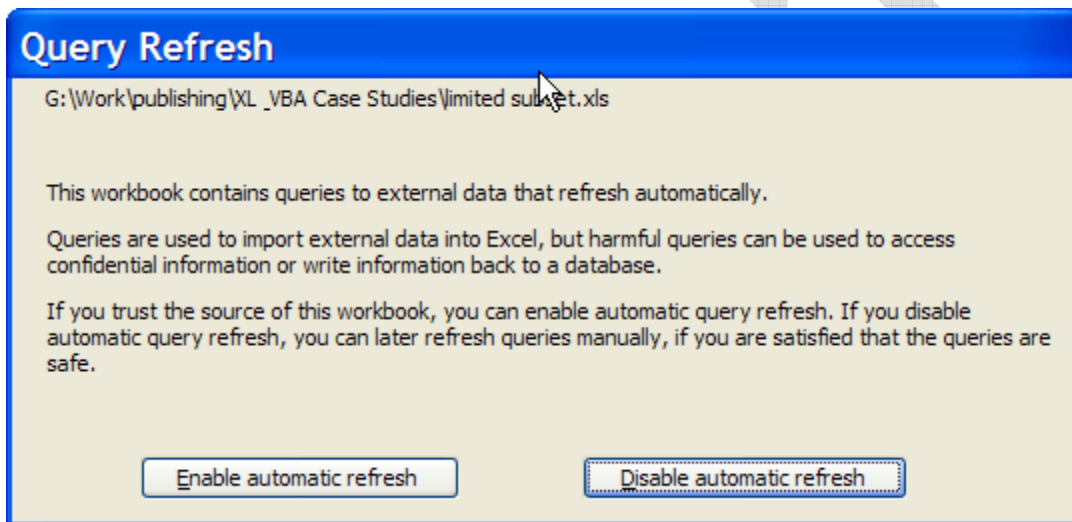 Query Refresh
G:\Work\publishing\XL _VBA Case Studies\limited subset.xls
This workbook contains queries to external data that refresh automatically.
Queries are used to import external data into Excel, but harmful queries can be used to access
confidential information or write information back to a database.
If you trust the source of this workbook, you can enable automatic query refresh. If you disable
automatic query refresh, you can later refresh queries manually, if you are satisfied that the queries are
safe.
Enable automatic refresh
Disable automatic refresh